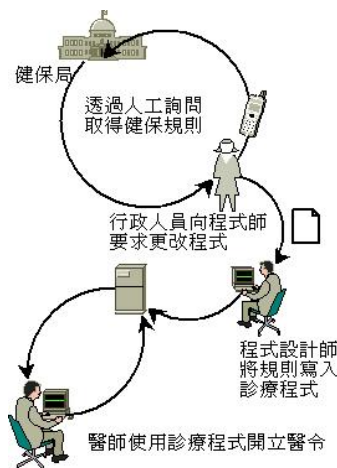 健保局
透過人工詢問
取得健保規則
行政人員向程式師
要求更改程式
程式設計師
將規則寫入
診療程式
醫師使用診療程式開立醫令